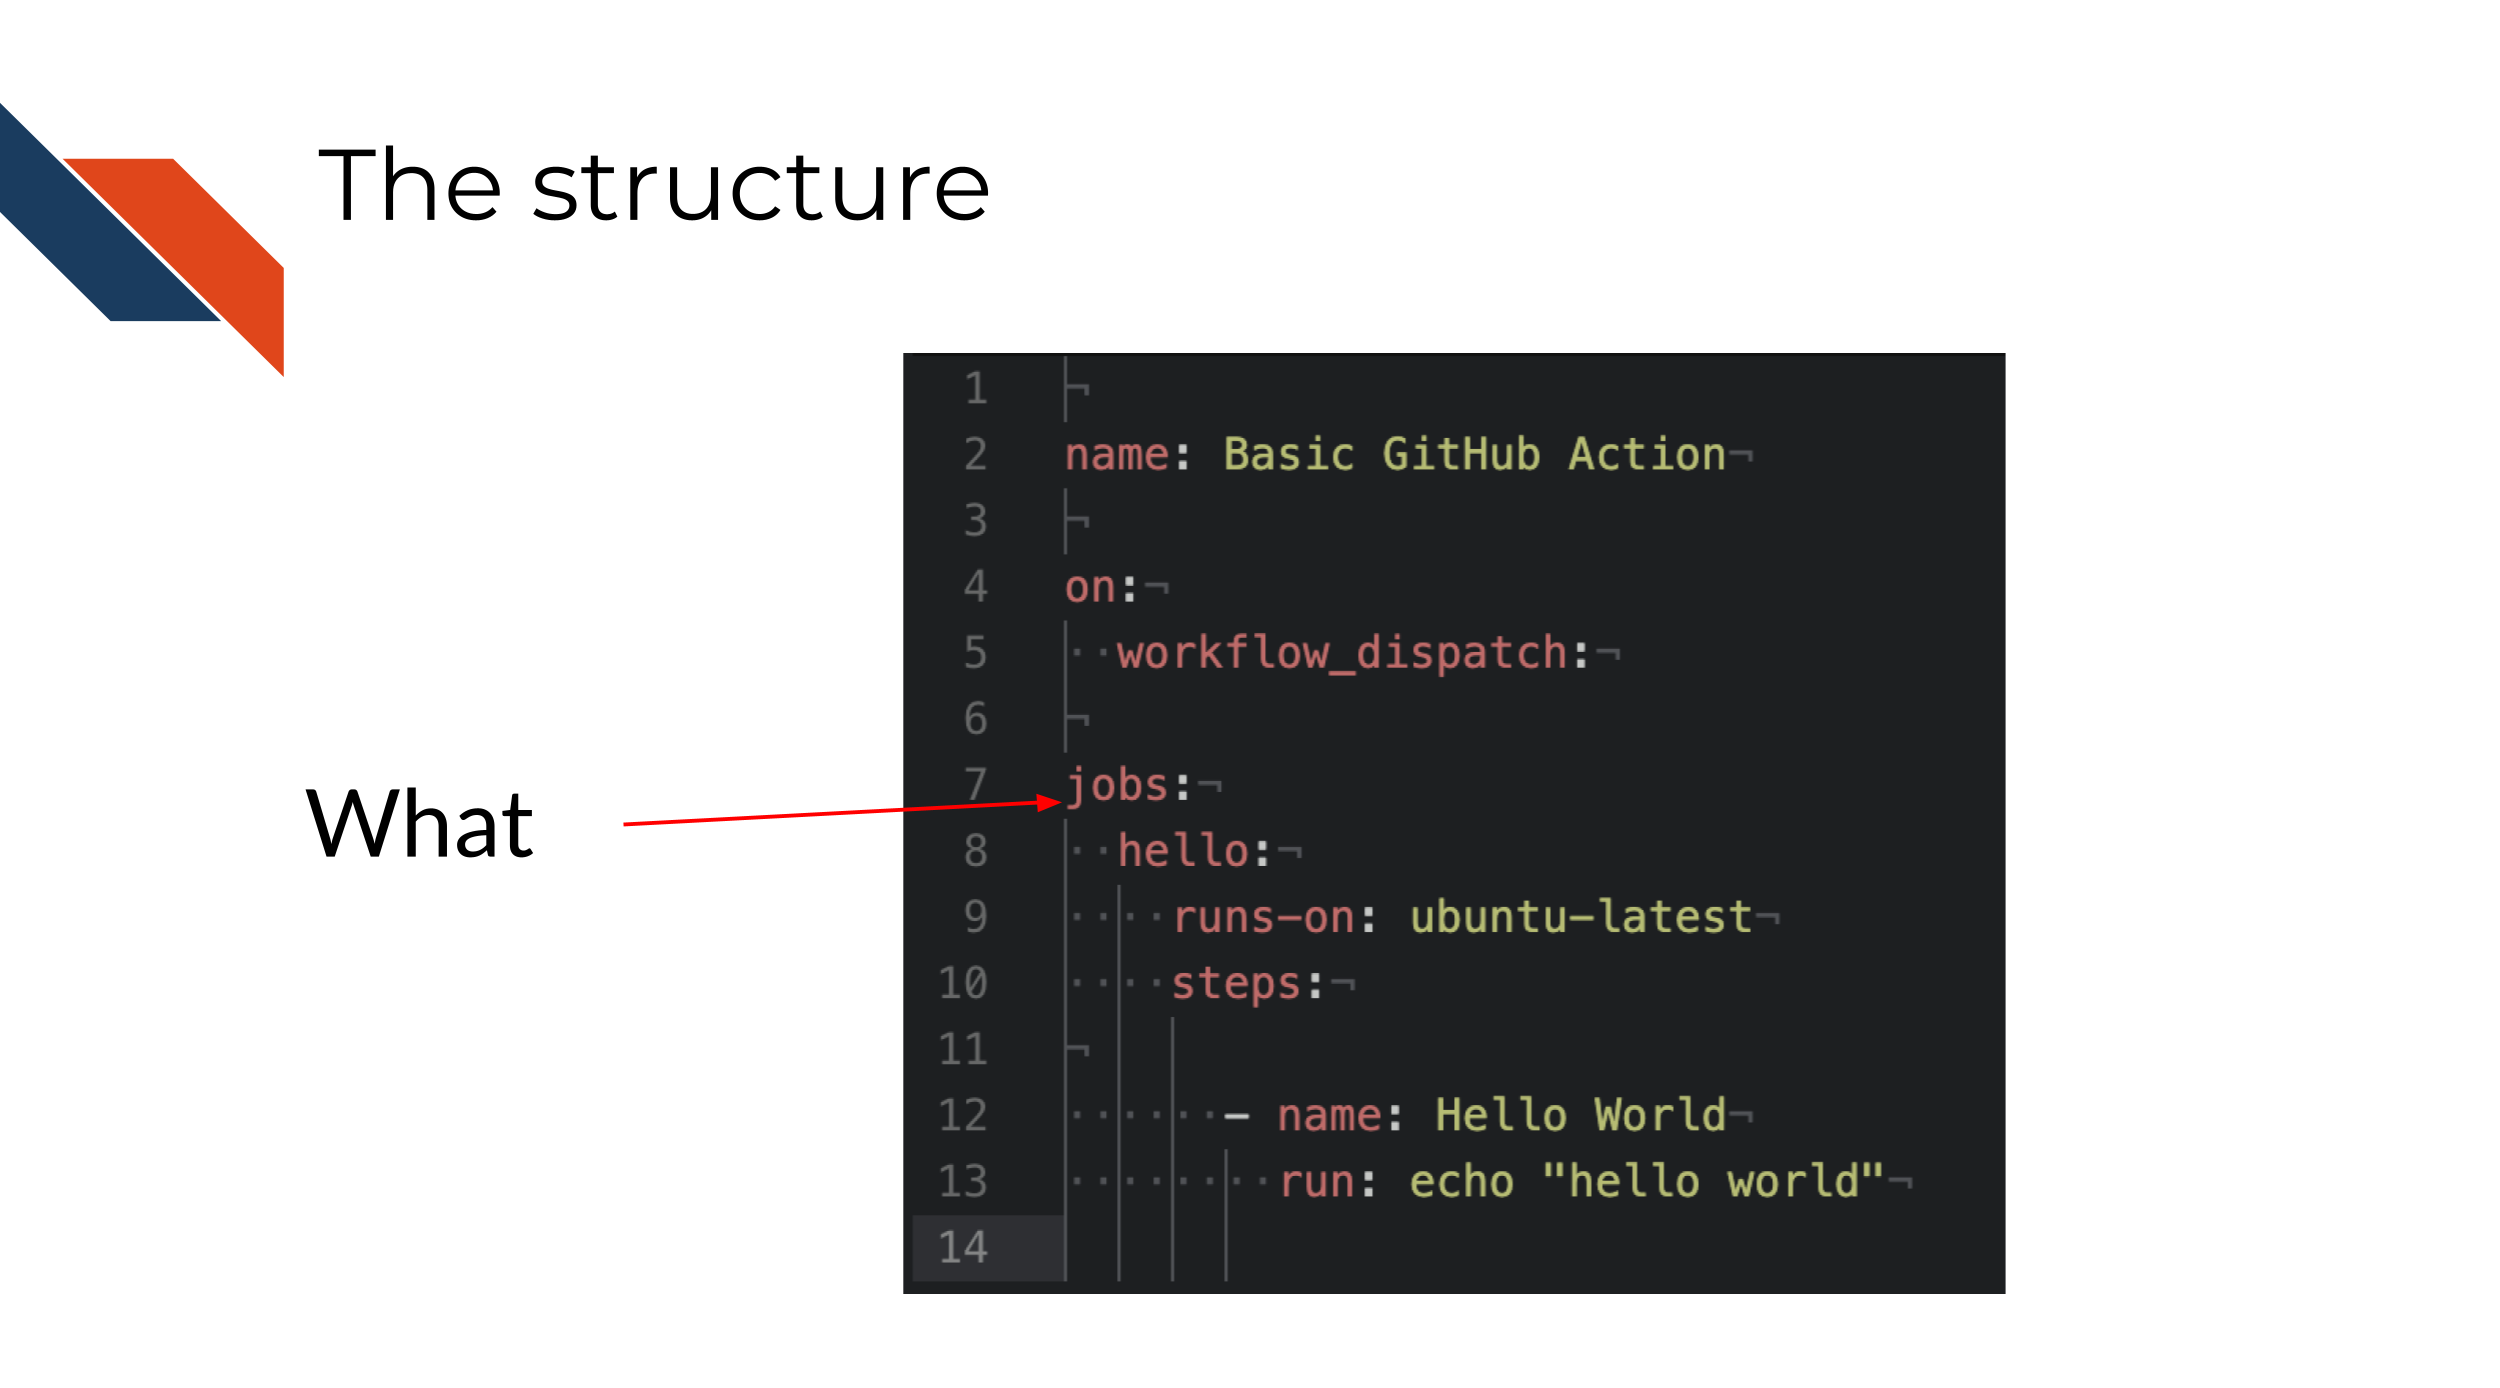 The structure
What
1
2 name: Basic GitHub Action¬
3
4 on:¬
5 ··workflow_dispatch:¬
6 ¬
7 jobs:¬
8 ··hello:¬
9 ····runs-on: ubuntu-latest¬
10 ····steps:¬
11 ¬
12 ······- name: Hello World¬
13 ········run: echo "hello world"¬
14